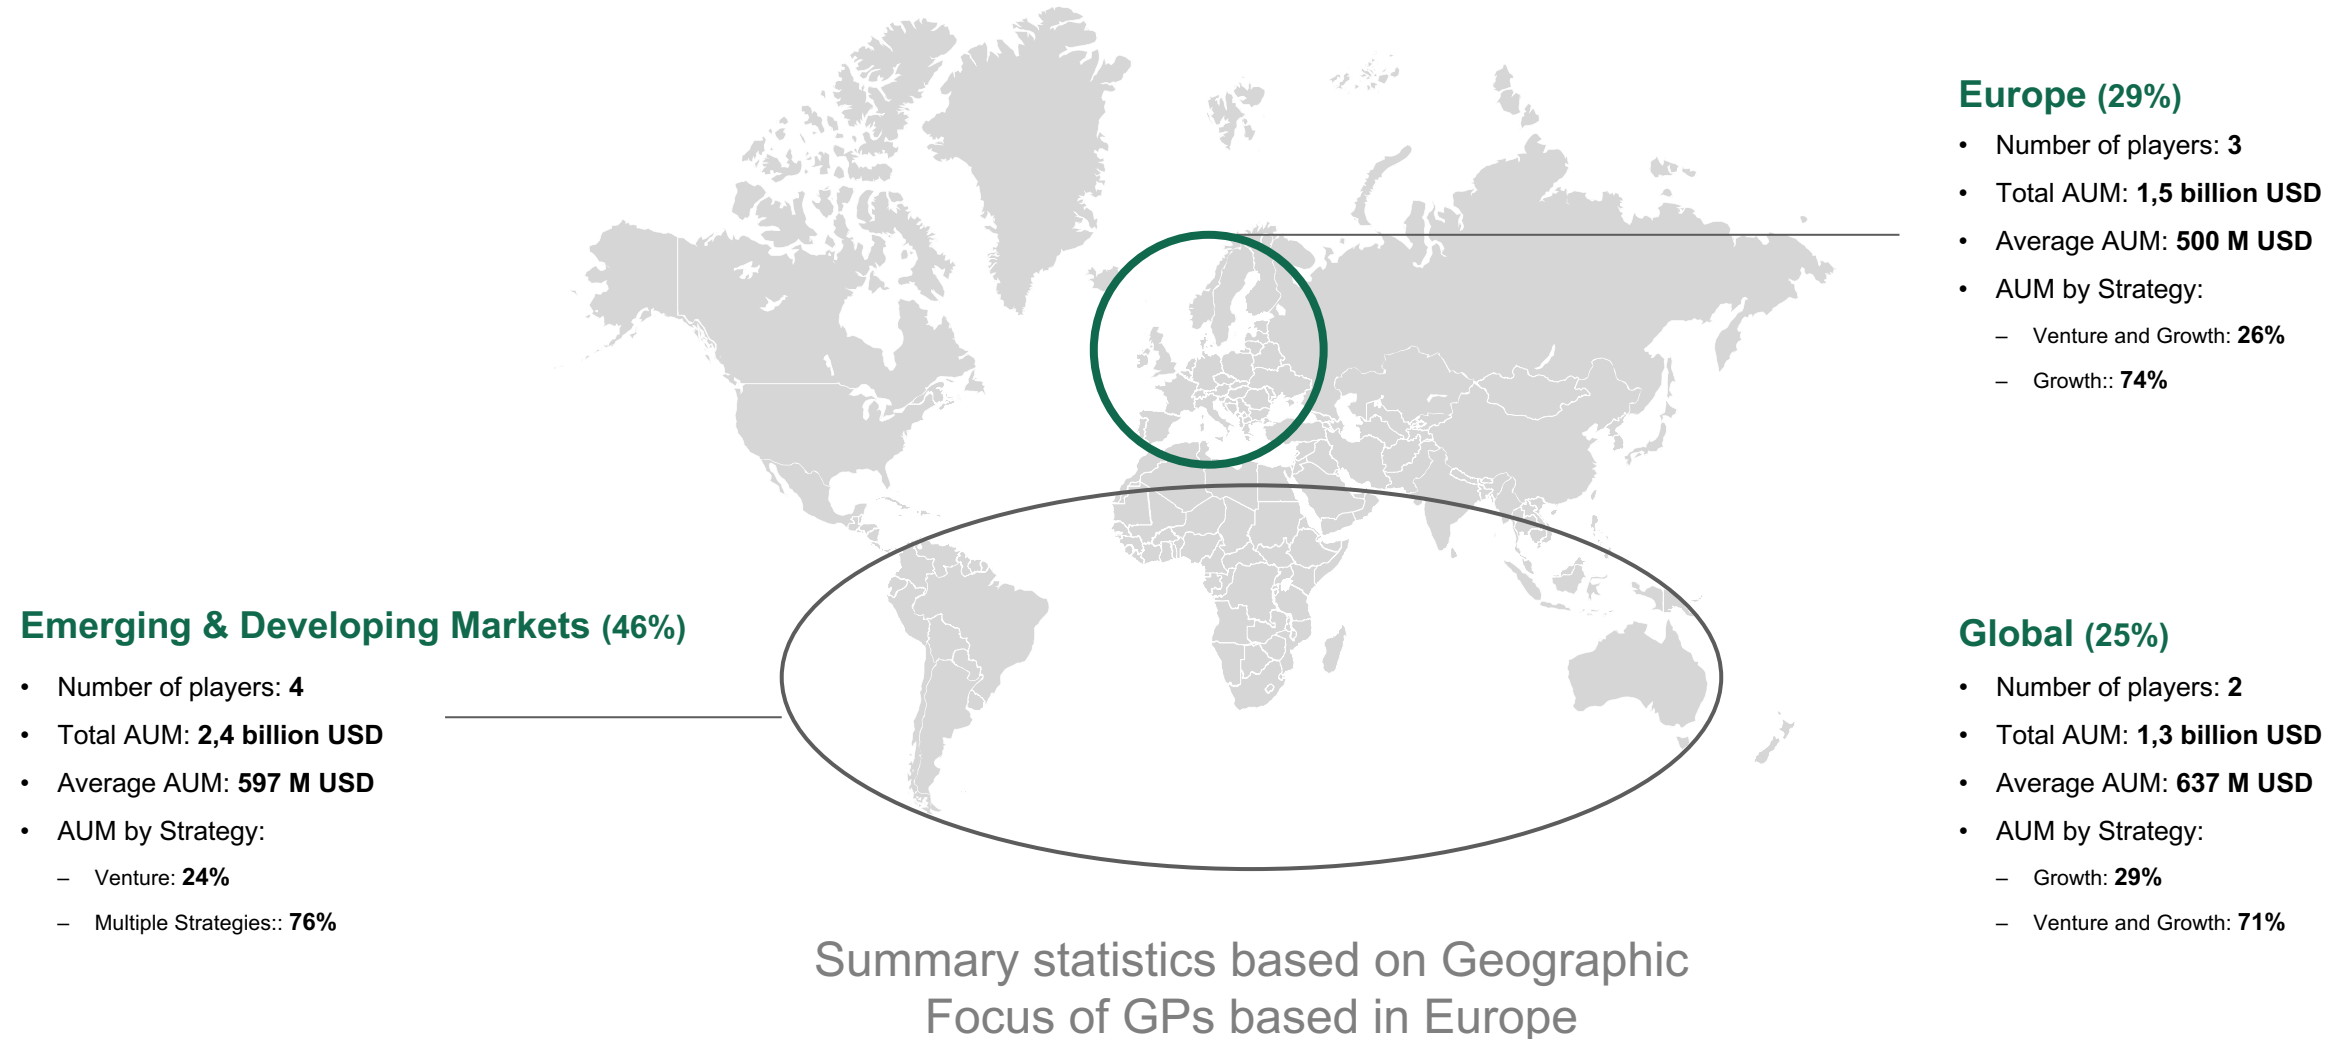 Europe (29%)
• Number of players: 3
• Total AUM: 1,5 billion USD
• Average AUM: 500 M USD
• AUM by Strategy:
– Venture and Growth: 26%
– Growth:: 74%
Emerging & Developing Markets (46%)
• Number of players: 4
• Total AUM: 2,4 billion USD
• Average AUM: 597 M USD
• AUM by Strategy:
– Venture: 24%
– Multiple Strategies:: 76%
Global (25%)
• Number of players: 2
• Total AUM: 1,3 billion USD
• Average AUM: 637 M USD
• AUM by Strategy:
– Growth: 29%
– Venture and Growth: 71%
Summary statistics based on Geographic
Focus of GPs based in Europe